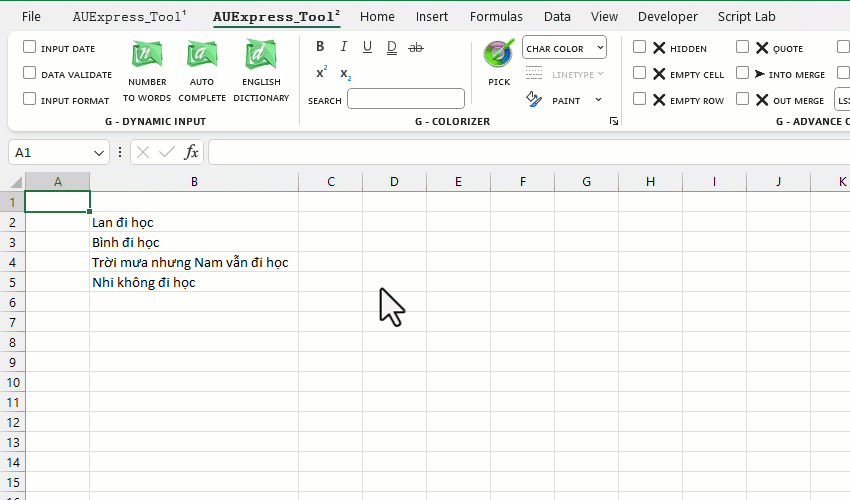 File AUExpress_Tool¹ AUExpress_Tool² Home Insert Formulas Data View Developer Script Lab
INPUT DATE
DATA VALIDATE
INPUT FORMAT
NUMBER TO WORDS
AUTO COMPLETE
ENGLISH DICTIONARY
G - DYNAMIC INPUT
B I U D ab
x² x₂
SEARCH
PICK
CHAR COLOR
LINETYPE
PAINT
G - COLORIZER
HIDDEN
EMPTY CELL
EMPTY ROW
QUOTE
INTO MERGE
OUT MERGE
LS:
G - ADVANCE
A1 fx
A B C D E F G H I J K
1
2 Lan đi học
3 Bình đi học
4 Trời mưa nhưng Nam vẫn đi học
5 Nhi không đi học
6
7
8
9
10
11
12
13
14
15